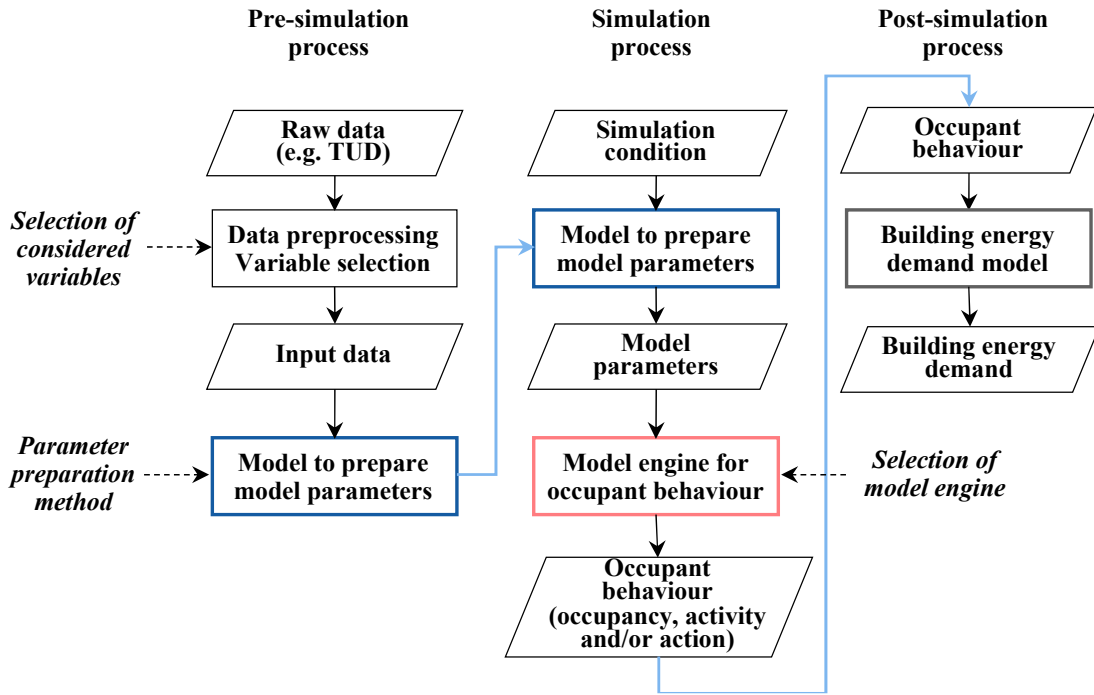 Pre-simulation
process
Simulation
process
Post-simulation
process
Raw data
(e.g. TUD)
Simulation
condition
Occupant
behaviour
Selection of
considered
variables
Data preprocessing
Variable selection
Model to prepare
model parameters
Building energy
demand model
Input data
Model
parameters
Building energy
demand
Parameter
preparation
method
Model to prepare
model parameters
Model engine for
occupant behaviour
Selection of
model engine
Occupant
behaviour
(occupancy, activity
and/or action)